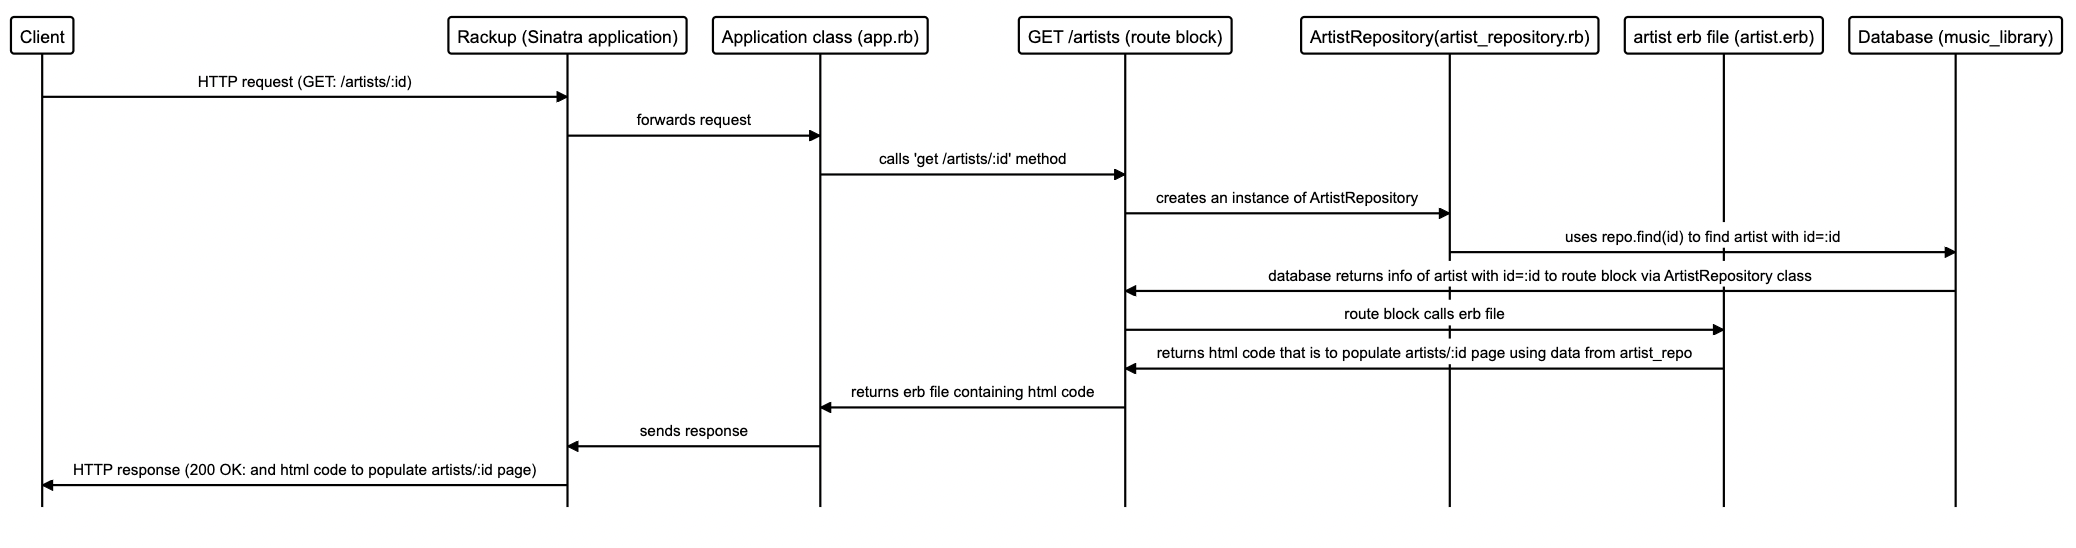 Client
Rackup (Sinatra application)
Application class (app.rb)
GET /artists (route block)
ArtistRepository(artist_repository.rb)
artist erb file (artist.erb)
Database (music_library)
HTTP request (GET: /artists/:id)
forwards request
calls 'get /artists/:id' method
creates an instance of ArtistRepository
uses repo.find(id) to find artist with id=:id
database returns info of artist with id=:id to route block via ArtistRepository class
route block calls erb file
returns html code that is to populate artists/:id page using data from artist_repo
returns erb file containing html code
sends response
HTTP response (200 OK: and html code to populate artists/:id page)